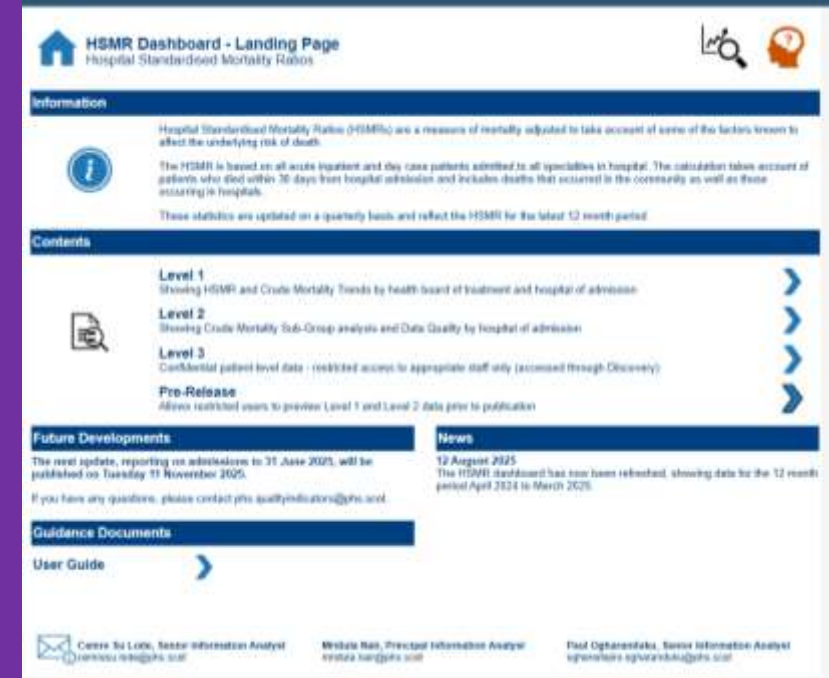 HSMR Dashboard - Landing Page
Hospital Standardised Mortality Ratios
Information
Hospital Standardised Mortality Ratios (HSMRs) are a measure of mortality adjusted to take account of some of the factors known to
affect the underlying risk of death.
The HSMR is based on all acute inpatient and day case patients admitted to all specialties in hospital. The calculation takes account of
patients who died within 30 days from hospital admission and includes deaths that occurred in the community as well as those
occurring in hospitals.
These statistics are updated on a quarterly basis and reflect the HSMR for the latest 12 month period
Contents
Level 1
Showing HSMR and Crude Mortality Trends by health board of treatment and hospital of admission
Level 2
Showing Crude Mortality Sub-Group analysis and Data Quality by hospital of admission
Level 3
Confidential patient level data - restricted access to appropriate staff only (accessed through Discovery)
Pre-Release
Allows restricted users to preview Level 1 and Level 2 data prior to publication
Future Developments
The next update, reporting on admissions to 31 June 2025, will be
published on Tuesday 11 November 2025.
If you have any questions, please contact phs.qualityindicators@phs.scot
News
12 August 2025
The HSMR dashboard has now been refreshed, showing data for the 12 month
period April 2024 to March 2025.
Guidance Documents
User Guide
Senior Information Analyst
Mridula Nair, Principal Information Analyst
mridula.nair@phs.scot
Paul Senior Information Analyst